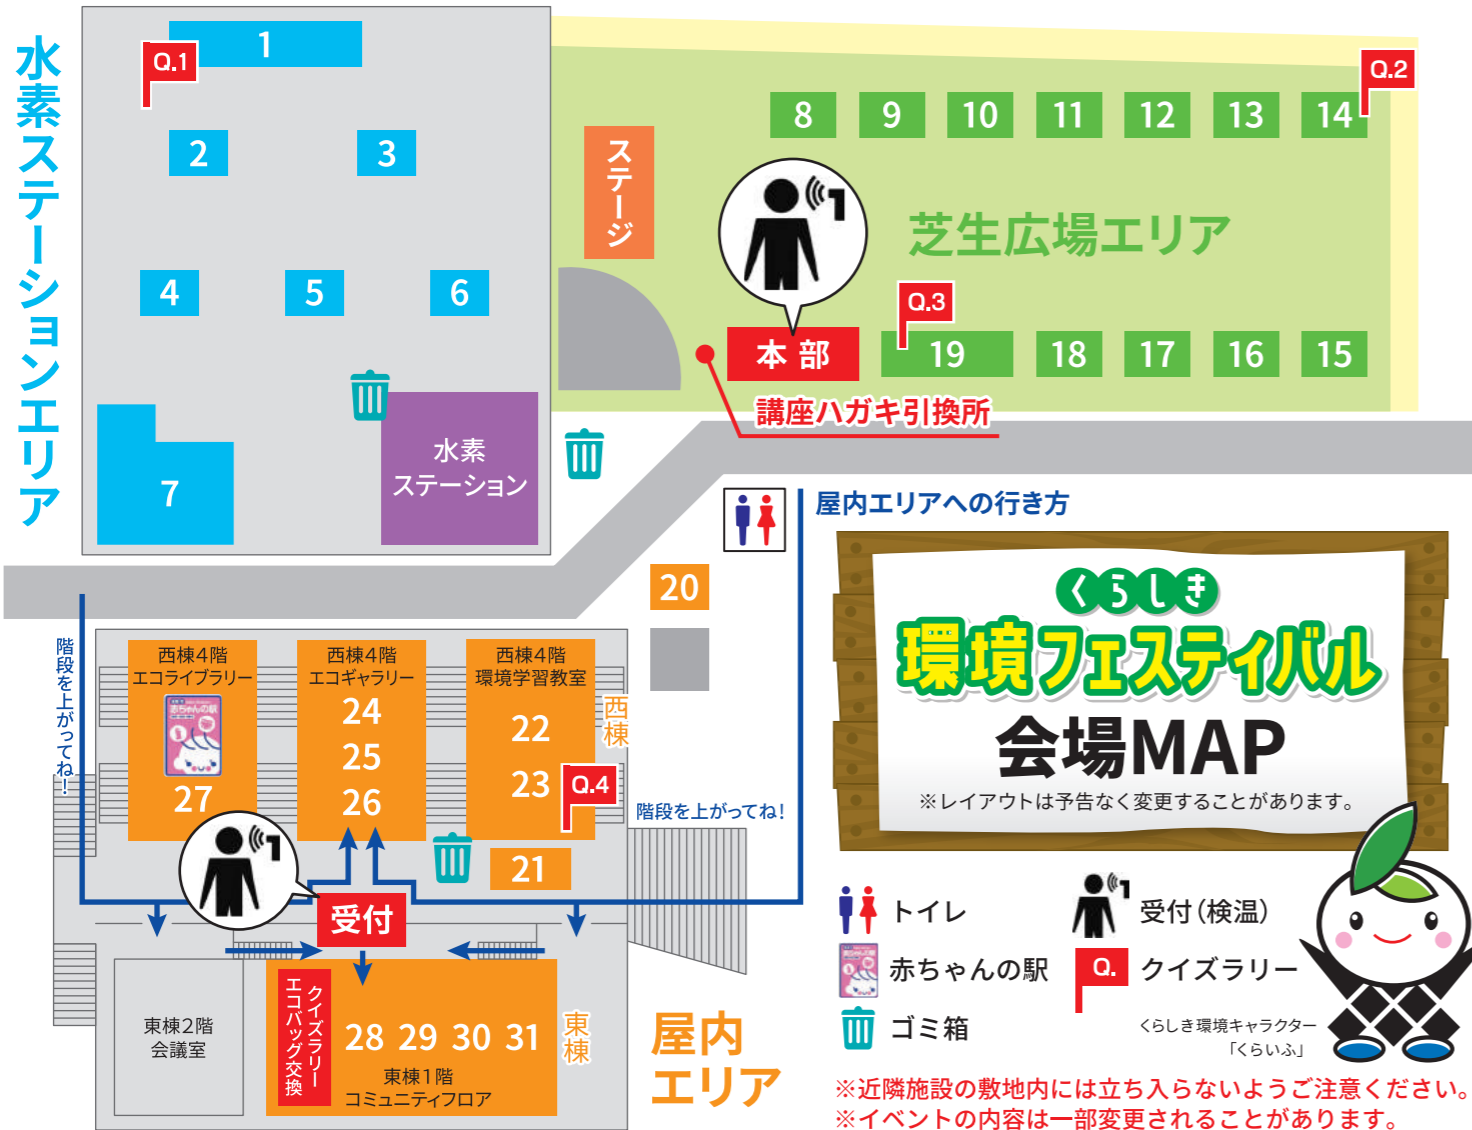 水素ステーションエリア
Q.1
1
2
3
4
5
6
7
水素
ステーション
ステージ
8
9
10
11
12
13
14
Q.2
芝生広場エリア
Q.3
本部
19
18
17
16
15
講座ハガキ引換所
屋内エリアへの行き方
20
くらしき
環境フェスティバル
会場MAP
※レイアウトは予告なく変更することがあります。
階段を上がってね！
西棟4階
エコライブラリー
赤ちゃんの駅
27
西棟4階
エコギャラリー
24
25
26
西棟4階
環境学習教室
22
23
Q.4
西棟
階段を上がってね！
21
受付
東棟2階
会議室
クイズラリー
エコバッグ交換
28
29
30
31
東棟1階
コミュニティフロア
東棟
屋内
エリア
トイレ
受付(検温)
赤ちゃんの駅
Q.
クイズラリー
ゴミ箱
くらしき環境キャラクター
「くらいふ」
※近隣施設の敷地内には立ち入らないようご注意ください。
※イベントの内容は一部変更されることがあります。